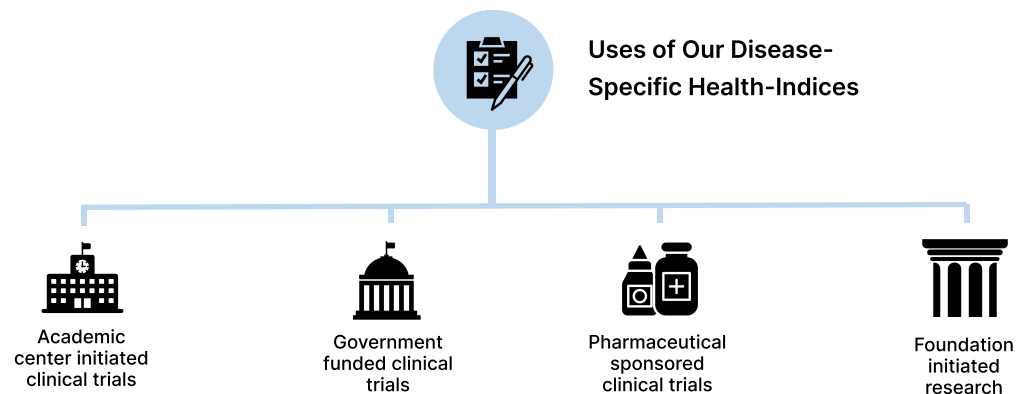 Uses of Our Disease-
Specific Health-Indices
Academic
center initiated
clinical trials
Government
funded clinical
trials
Pharmaceutical
sponsored
clinical trials
Foundation
initiated
research